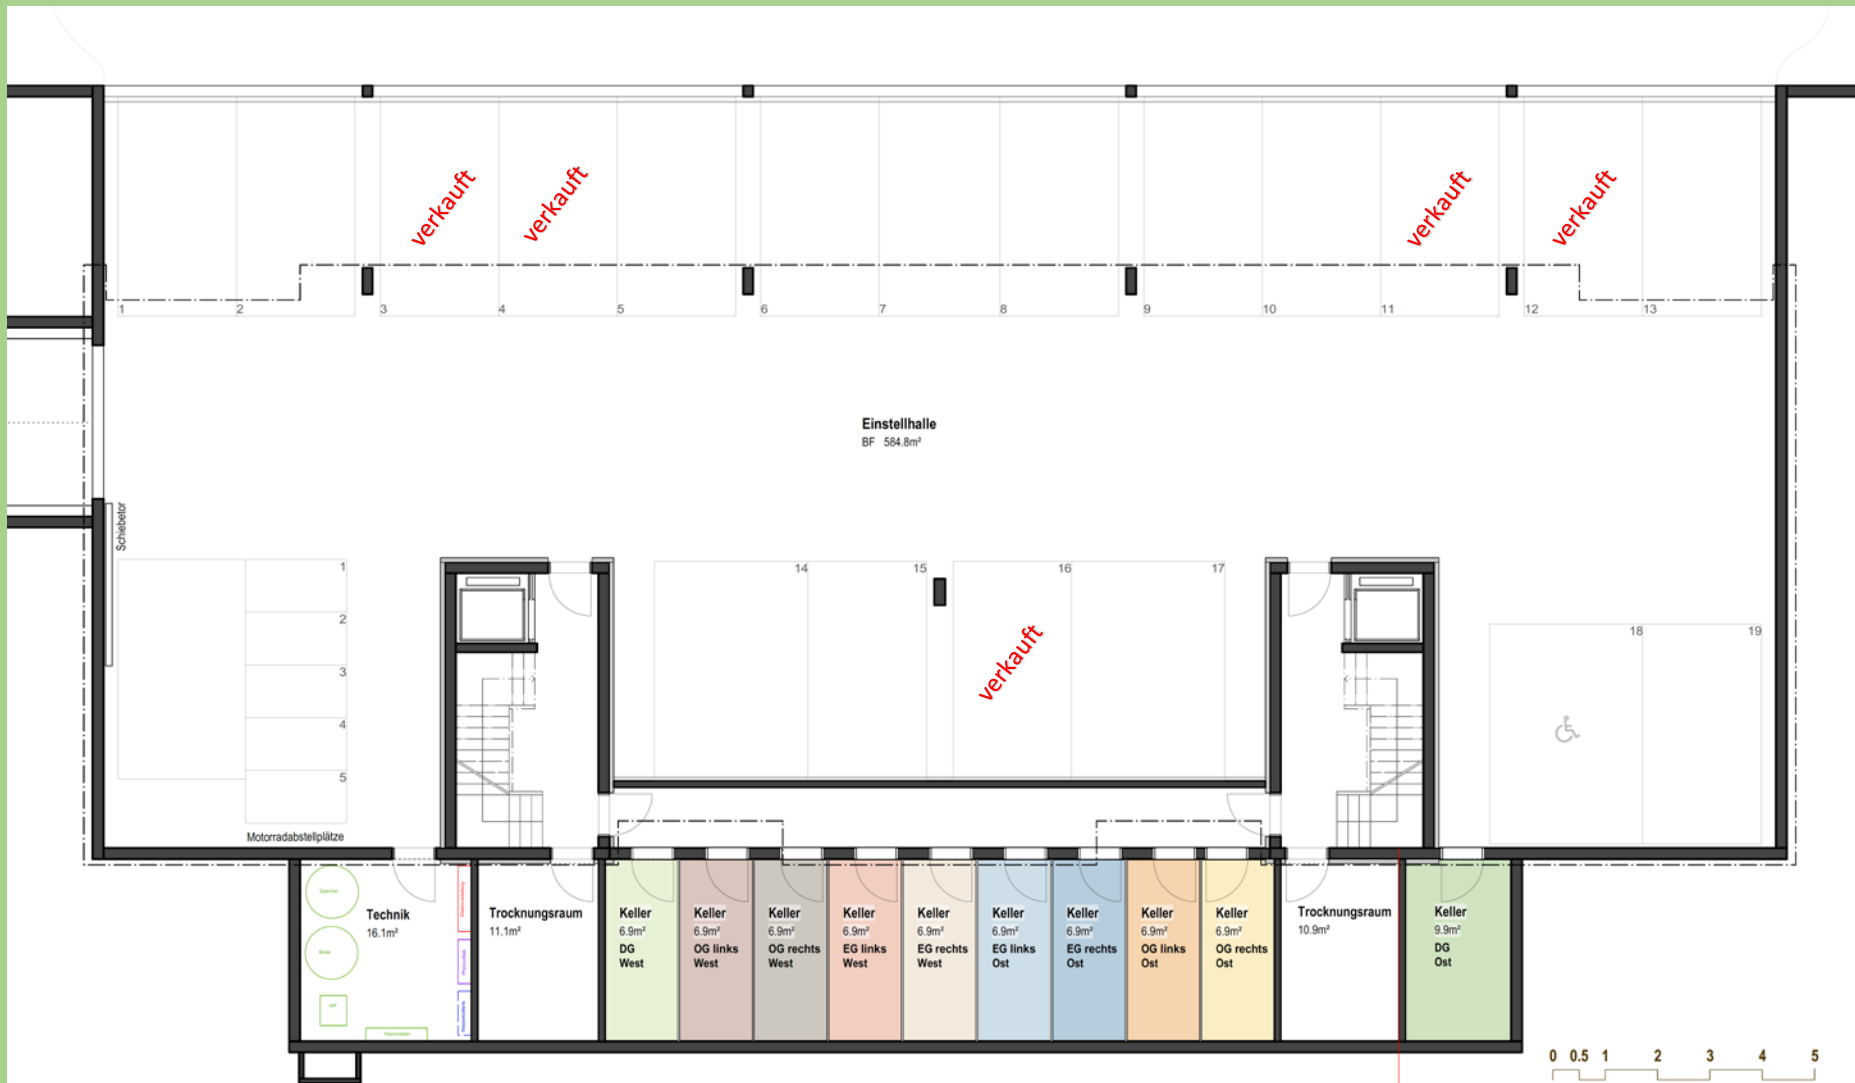 verkauft
verkauft
verkauft
verkauft
1 2 3 4 5 6 7 8 9 10 11 12 13
Einstellhalle
BF 584.8m²
Schiebetor
1
2
3
4
5
Motorradabstellplätze
14 15 16 17
verkauft
18 19
Speicher
Boiler
WP
Technik
16.1m²
Trocknungsraum
11.1m²
Keller
6.9m²
DG
West
Keller
6.9m²
OG links
West
Keller
6.9m²
OG rechts
West
Keller
6.9m²
EG links
West
Keller
6.9m²
EG rechts
West
Keller
6.9m²
EG links
Ost
Keller
6.9m²
EG rechts
Ost
Keller
6.9m²
OG links
Ost
Keller
6.9m²
OG rechts
Ost
Trocknungsraum
10.9m²
Keller
9.9m²
DG
Ost
0 0.5 1 2 3 4 5